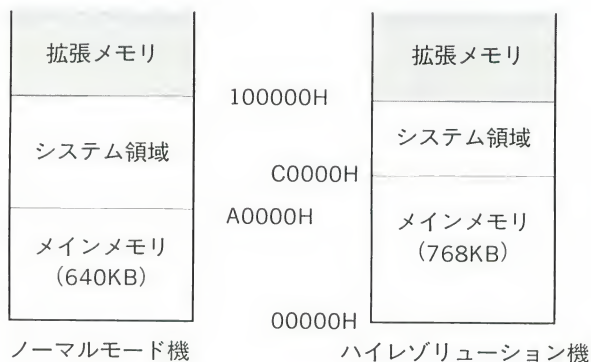 拡張メモリ
システム領域
メインメモリ
(640KB)
ノーマルモード機
100000H
C0000H
A0000H
00000H
拡張メモリ
システム領域
メインメモリ
(768KB)
ハイレゾリューション機